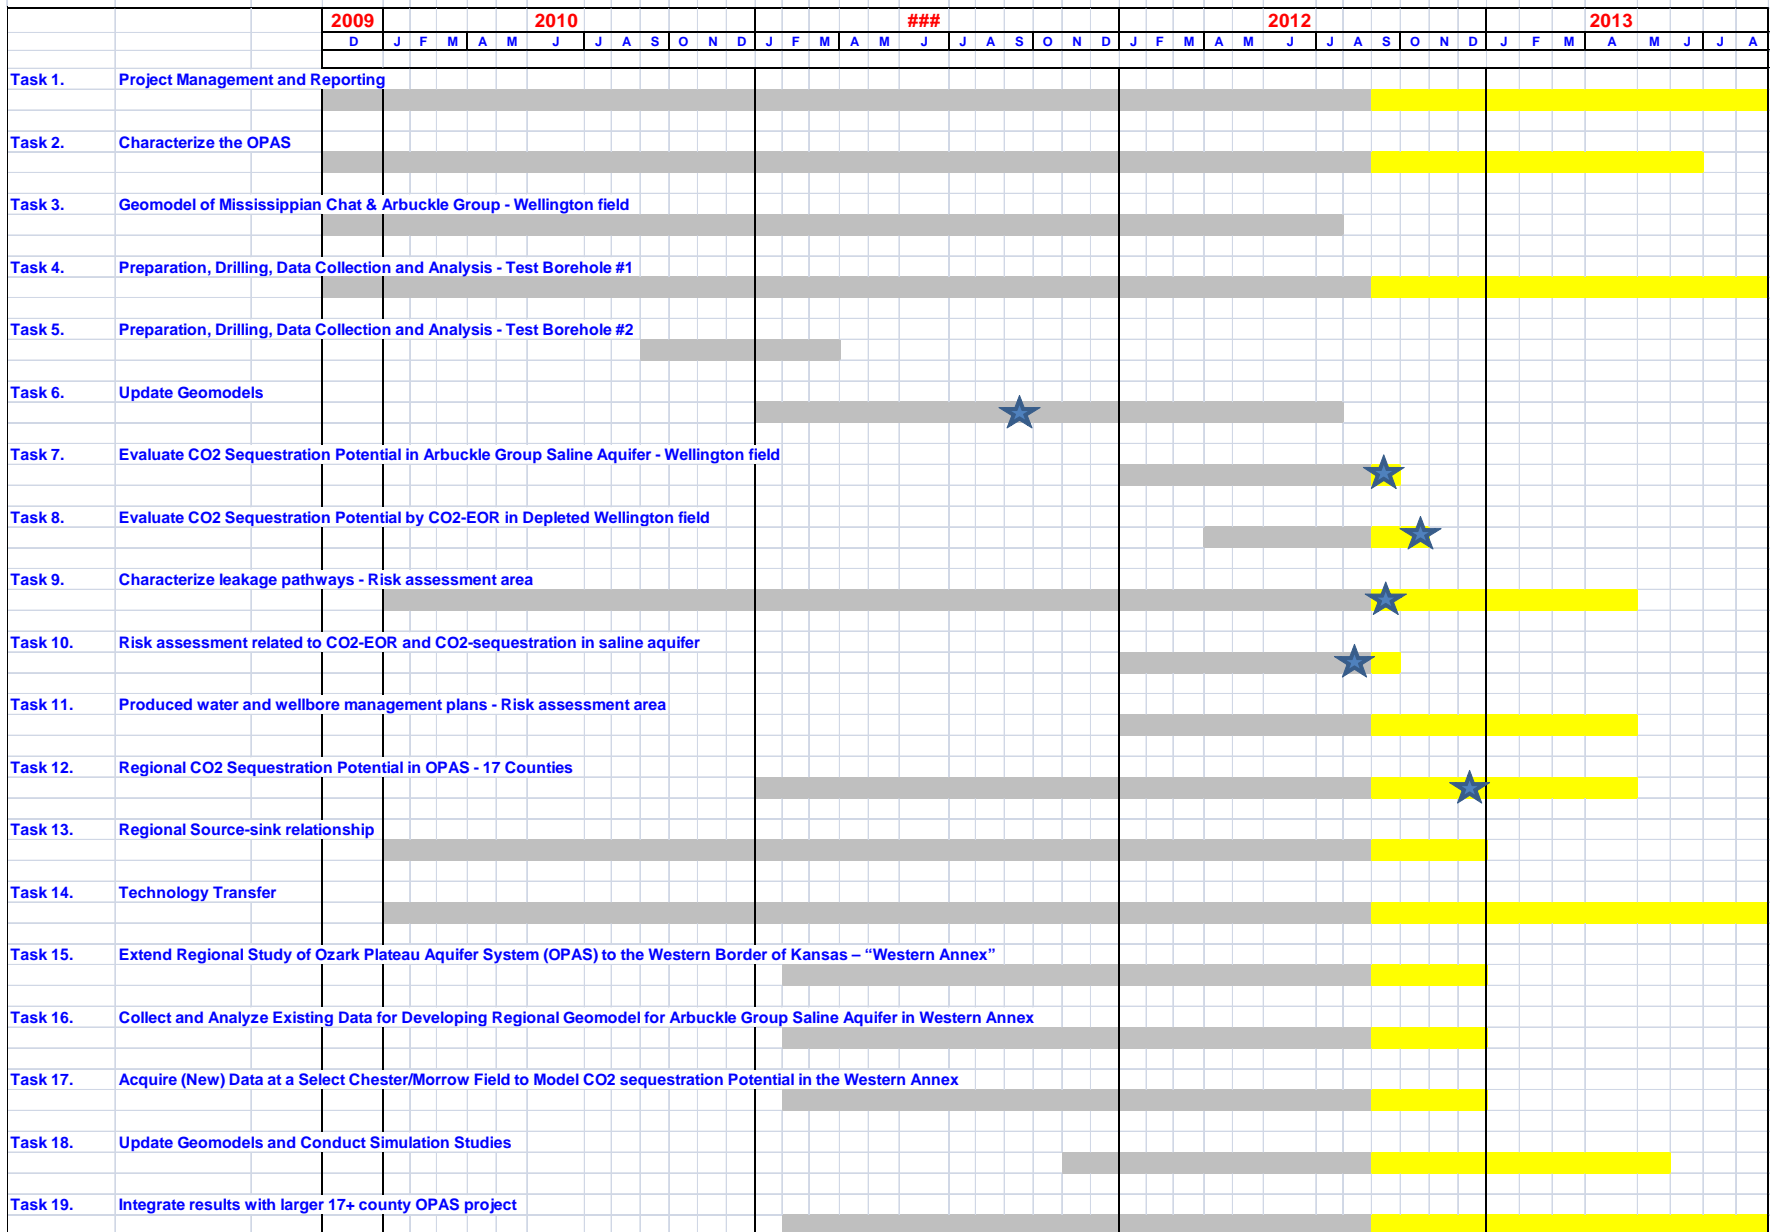 2009 2010 ### 2012 2013
D J F M A M J J A S O N D J F M A M J J A S O N D J F M A M J J A S O N D J F M A M J J A
Task 1. Project Management and Reporting
Task 2. Characterize the OPAS
Task 3. Geomodel of Mississippian Chat & Arbuckle Group - Wellington field
Task 4. Preparation, Drilling, Data Collection and Analysis - Test Borehole #1
Task 5. Preparation, Drilling, Data Collection and Analysis - Test Borehole #2
Task 6. Update Geomodels
Task 7. Evaluate CO2 Sequestration Potential in Arbuckle Group Saline Aquifer - Wellington field
Task 8. Evaluate CO2 Sequestration Potential by CO2-EOR in Depleted Wellington field
Task 9. Characterize leakage pathways - Risk assessment area
Task 10. Risk assessment related to CO2-EOR and CO2-sequestration in saline aquifer
Task 11. Produced water and wellbore management plans - Risk assessment area
Task 12. Regional CO2 Sequestration Potential in OPAS - 17 Counties
Task 13. Regional Source-sink relationship
Task 14. Technology Transfer
Task 15. Extend Regional Study of Ozark Plateau Aquifer System (OPAS) to the Western Border of Kansas – “Western Annex”
Task 16. Collect and Analyze Existing Data for Developing Regional Geomodel for Arbuckle Group Saline Aquifer in Western Annex
Task 17. Acquire (New) Data at a Select Chester/Morrow Field to Model CO2 sequestration Potential in the Western Annex
Task 18. Update Geomodels and Conduct Simulation Studies
Task 19. Integrate results with larger 17+ county OPAS project